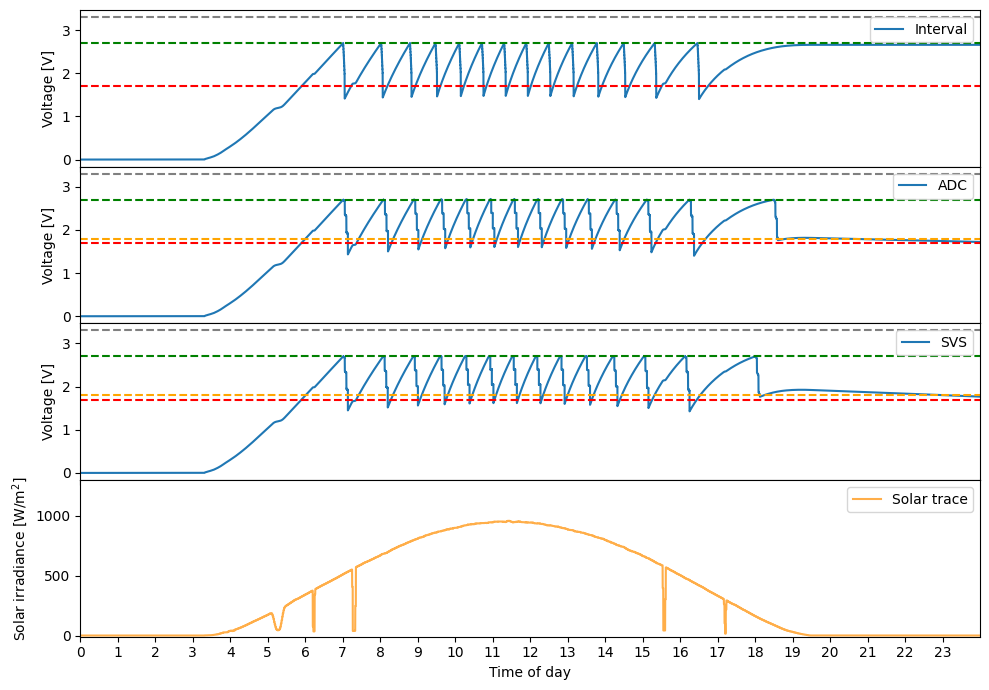 Voltage [V]
3
2
1
0
Interval
Voltage [V]
3
2
1
0
ADC
Voltage [V]
3
2
1
0
SVS
Solar irradiance [W/m²]
1000
500
0
Solar trace
0 1 2 3 4 5 6 7 8 9 10 11 12 13 14 15 16 17 18 19 20 21 22 23
Time of day